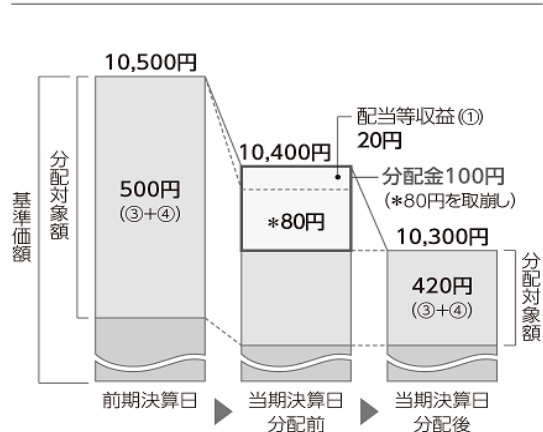 10,500円
配当等収益(①)
20円
10,400円
分配金100円
(＊80円を取崩し)
基準価額
分配対象額
500円
(③+④)
＊80円
10,300円
420円
(③+④)
分配対象額
前期決算日
当期決算日
分配前
当期決算日
分配後